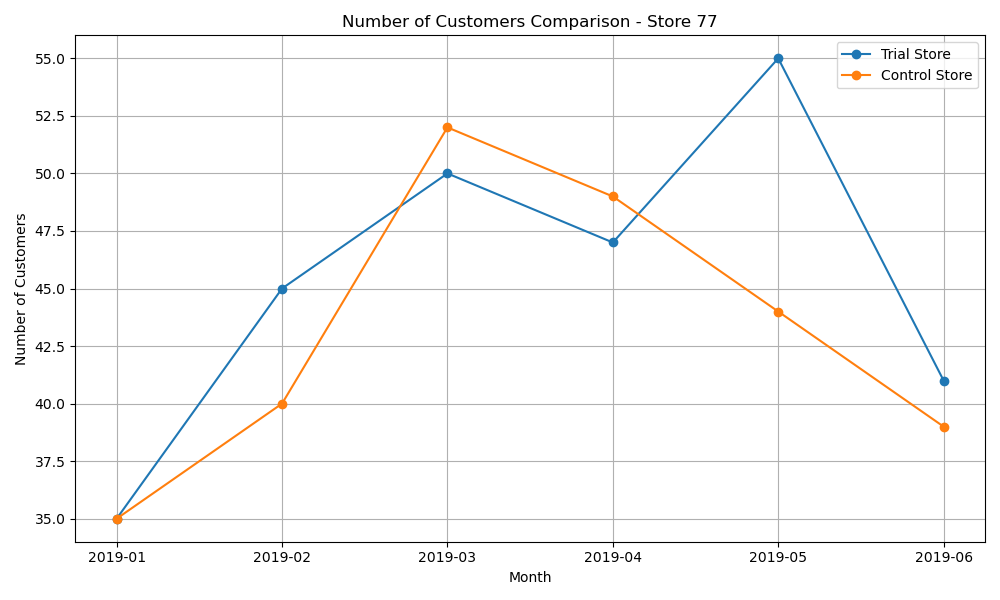 Number of Customers Comparison - Store 77
Trial Store
Control Store
Number of Customers
55.0
52.5
50.0
47.5
45.0
42.5
40.0
37.5
35.0
2019-01 2019-02 2019-03 2019-04 2019-05 2019-06
Month